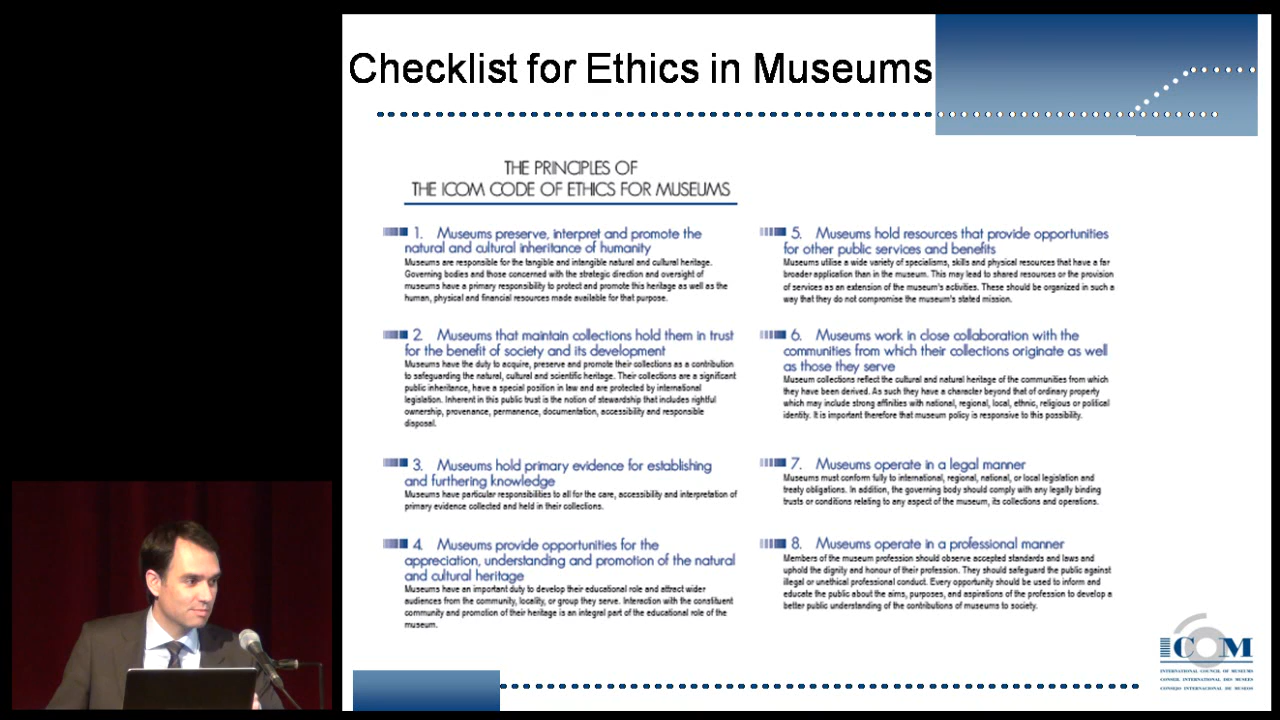 Checklist for Ethics in Museums
THE PRINCIPLES OF
THE ICOM CODE OF ETHICS FOR MUSEUMS
1. Museums preserve, interpret and promote the
natural and cultural inheritance of humanity
Museums are responsible for the tangible and intangible natural and cultural heritage.
Governing bodies and those concerned with the strategic direction and oversight of
museums have a primary responsibility to protect and promote this heritage as well as the
human, physical and financial resources made available for that purpose.
2. Museums that maintain collections hold them in trust
for the benefit of society and its development
Museums have the duty to acquire, preserve and promote their collections as a contribution
to safeguarding the natural, cultural and scientific heritage. Their collections are a significant
public inheritance, have a special position in law and are protected by international
legislation. Inherent in this public trust is the notion of stewardship that includes rightful
ownership, provenance, permanence, documentation, accessibility and responsible
disposal.
3. Museums hold primary evidence for establishing
and furthering knowledge
Museums have particular responsibilities to all for the care, accessibility and interpretation of
primary evidence collected and held in their collections.
4. Museums provide opportunities for the
appreciation, understanding and promotion of the natural
and cultural heritage
Museums have an important duty to develop their educational role and attract wider
audiences from the community, locality, or group they serve. Interaction with the constituent
community and promotion of their heritage is an integral part of the educational role of the
museum.
5. Museums hold resources that provide opportunities
for other public services and benefits
Museums utilise a wide variety of specialisms, skills and physical resources that have a far
broader application than in the museum. This may lead to shared resources or the provision
of services as an extension of the museum's activities. These should be organized in such a
way that they do not compromise the museum's stated mission.
6. Museums work in close collaboration with the
communities from which their collections originate as well
as those they serve
Museum collections reflect the cultural and natural heritage of the communities from which
they have been derived. As such they have a character beyond that of ordinary property
which may include strong affinities with national, regional, local, ethnic, religious or political
identity. It is important therefore that museum policy is responsive to this possibility.
7. Museums operate in a legal manner
Museums must conform fully to international, regional, national, or local legislation and
treaty obligations. In addition, the governing body should comply with any legally binding
trusts or conditions relating to any aspect of the museum, its collections and operations.
8. Museums operate in a professional manner
Members of the museum profession should observe accepted standards and laws and
uphold the dignity and honour of their profession. They should safeguard the public against
illegal or unethical professional conduct. Every opportunity should be used to inform and
educate the public about the aims, purposes, and aspirations of the profession to develop a
better public understanding of the contributions of museums to society.
ICOM
INTERNATIONAL COUNCIL OF MUSEUMS
CONSEIL INTERNATIONAL DES MUSEES
CONSEJO INTERNACIONAL DE MUSEOS